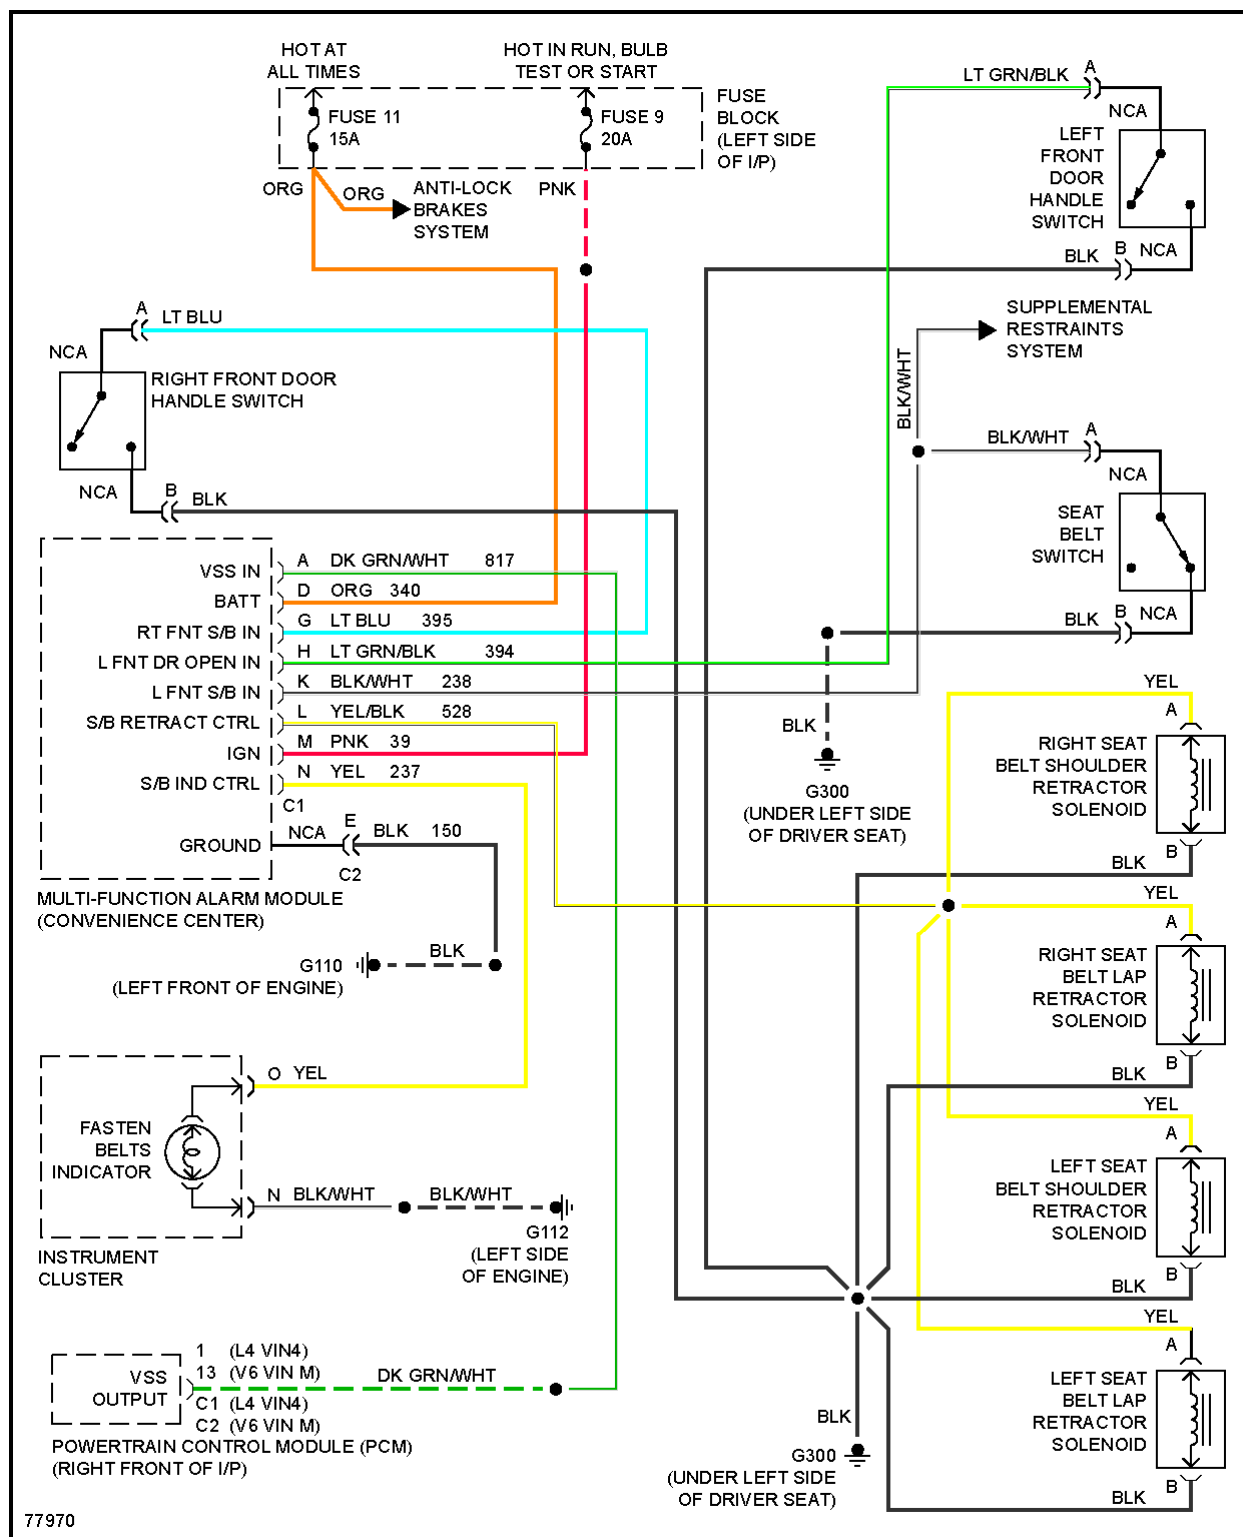 HOT AT
ALL TIMES
HOT IN RUN, BULB
TEST OR START
FUSE 11
15A
FUSE 9
20A
FUSE
BLOCK
(LEFT SIDE
OF I/P)
ORG
ORG
ANTI-LOCK
BRAKES
SYSTEM
PNK
LT GRN/BLK
A
NCA
LEFT
FRONT
DOOR
HANDLE
SWITCH
BLK
B
NCA
A
LT BLU
NCA
RIGHT FRONT DOOR
HANDLE SWITCH
NCA
B
BLK
SUPPLEMENTAL
RESTRAINTS
SYSTEM
BLK/WHT
BLK/WHT
A
NCA
SEAT
BELT
SWITCH
BLK
B
NCA
VSS IN
A DK GRN/WHT 817
BATT
D ORG 340
RT FNT S/B IN
G LT BLU 395
L FNT DR OPEN IN
H LT GRN/BLK 394
L FNT S/B IN
K BLK/WHT 238
S/B RETRACT CTRL
L YEL/BLK 528
IGN
M PNK 39
S/B IND CTRL
N YEL 237
C1
GROUND
NCA
E
BLK 150
C2
MULTI-FUNCTION ALARM MODULE
(CONVENIENCE CENTER)
BLK
G300
(UNDER LEFT SIDE
OF DRIVER SEAT)
YEL
A
RIGHT SEAT
BELT SHOULDER
RETRACTOR
SOLENOID
BLK
B
YEL
A
RIGHT SEAT
BELT LAP
RETRACTOR
SOLENOID
BLK
B
BLK
G110
(LEFT FRONT OF ENGINE)
O YEL
FASTEN
BELTS
INDICATOR
N BLK/WHT
BLK/WHT
G112
(LEFT SIDE
OF ENGINE)
INSTRUMENT
CLUSTER
YEL
A
LEFT SEAT
BELT SHOULDER
RETRACTOR
SOLENOID
BLK
B
YEL
A
LEFT SEAT
BELT LAP
RETRACTOR
SOLENOID
BLK
B
VSS
OUTPUT
1 (L4 VIN4)
13 (V6 VIN M)
DK GRN/WHT
C1 (L4 VIN4)
C2 (V6 VIN M)
POWERTRAIN CONTROL MODULE (PCM)
(RIGHT FRONT OF I/P)
BLK
G300
(UNDER LEFT SIDE
OF DRIVER SEAT)
77970